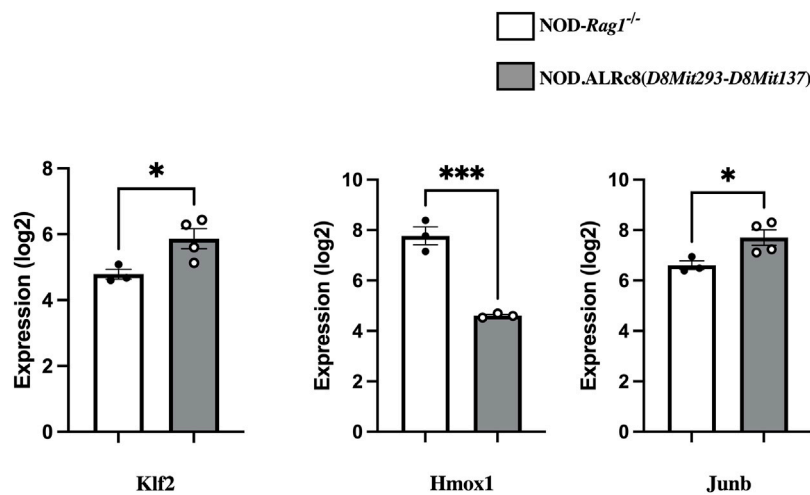 NOD-Rag1-/-
NOD.ALRc8(D8Mit293-D8Mit137)
Expression (log2)
8
6
4
2
0
*
Klf2
Expression (log2)
10
8
6
4
2
0
***
Hmox1
Expression (log2)
10
8
6
4
2
0
*
Junb